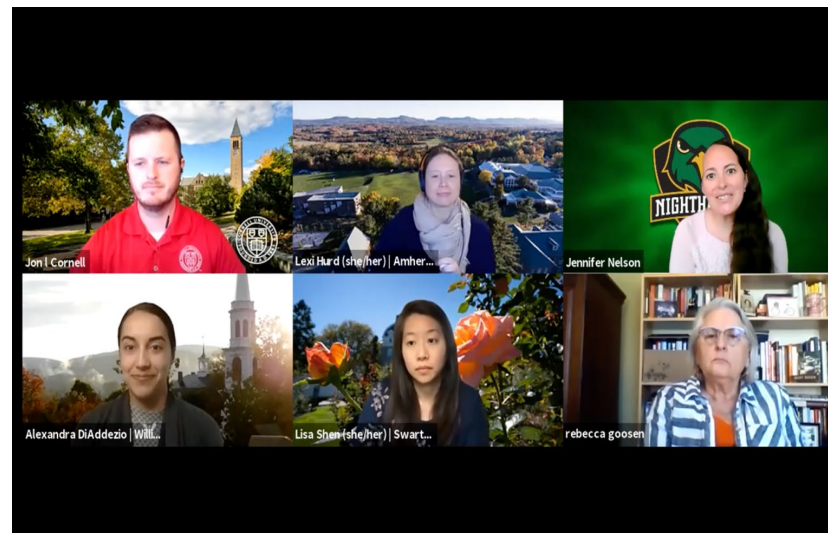 NIGHTH
Jon | Cornell
Lexi Hurd (she/her) | Amher...
Jennifer Nelson
Alexandra DiAddezio | Willi...
Lisa Shen (she/her) | Swart...
rebecca goosen